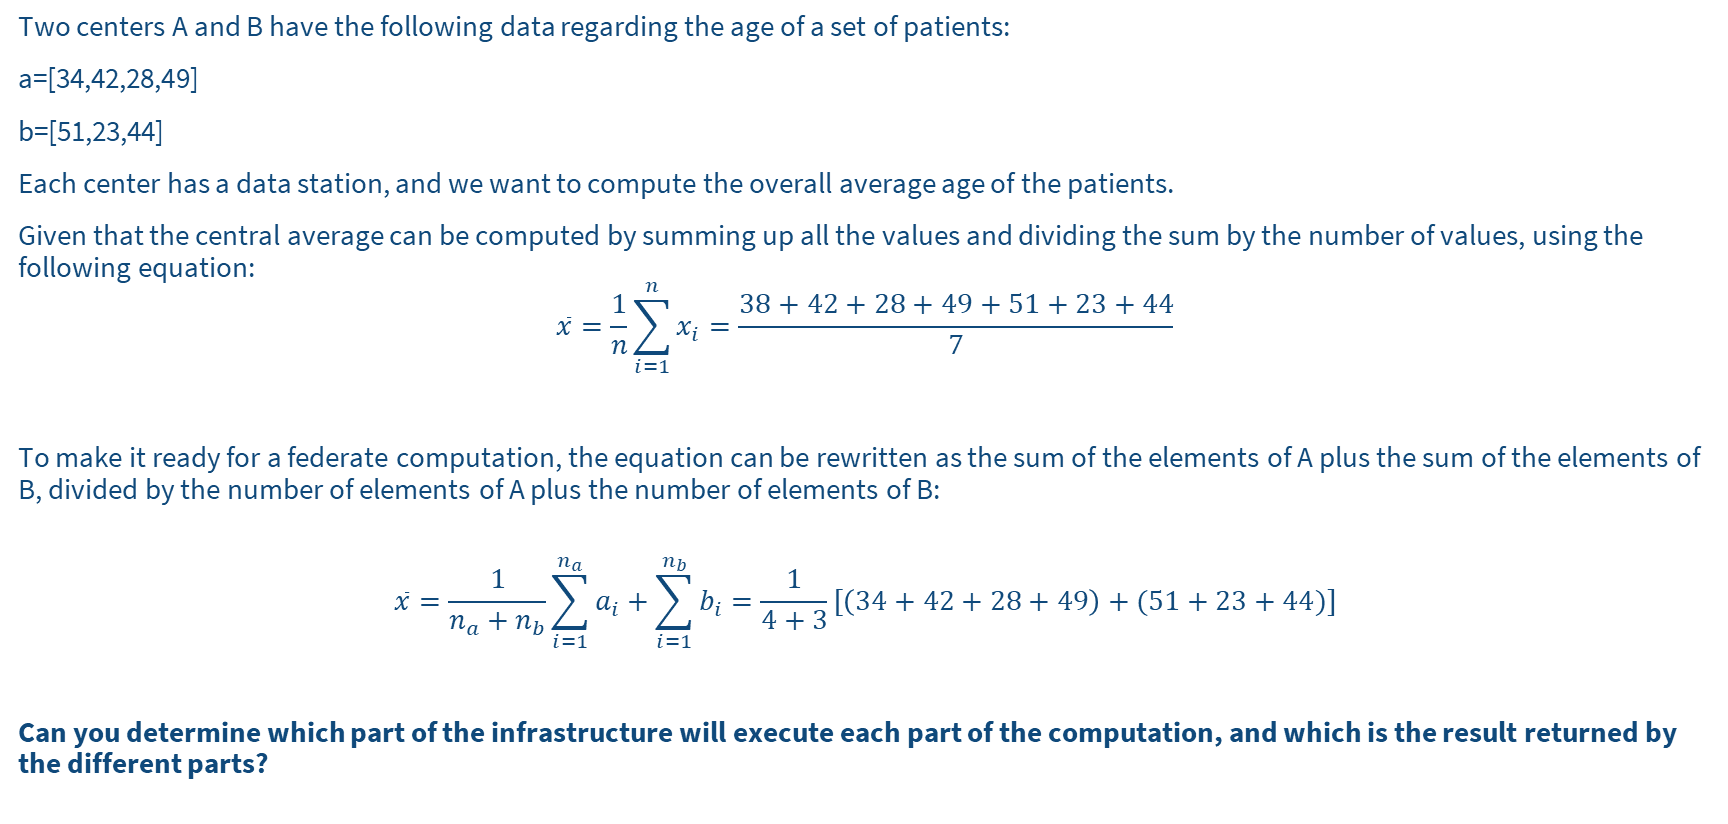 Two centers A and B have the following data regarding the age of a set of patients:
a=[34,42,28,49]
b=[51,23,44]
Each center has a data station, and we want to compute the overall average age of the patients.
Given that the central average can be computed by summing up all the values and dividing the sum by the number of values, using the
following equation:
x̄ = 1/n ∑_{i=1}^{n} x_i = (38 + 42 + 28 + 49 + 51 + 23 + 44)/7
To make it ready for a federate computation, the equation can be rewritten as the sum of the elements of A plus the sum of the elements of
B, divided by the number of elements of A plus the number of elements of B:
x̄ = 1/(n_a + n_b) ∑_{i=1}^{n_a} a_i + ∑_{i=1}^{n_b} b_i = 1/(4 + 3) [(34 + 42 + 28 + 49) + (51 + 23 + 44)]
Can you determine which part of the infrastructure will execute each part of the computation, and which is the result returned by
the different parts?